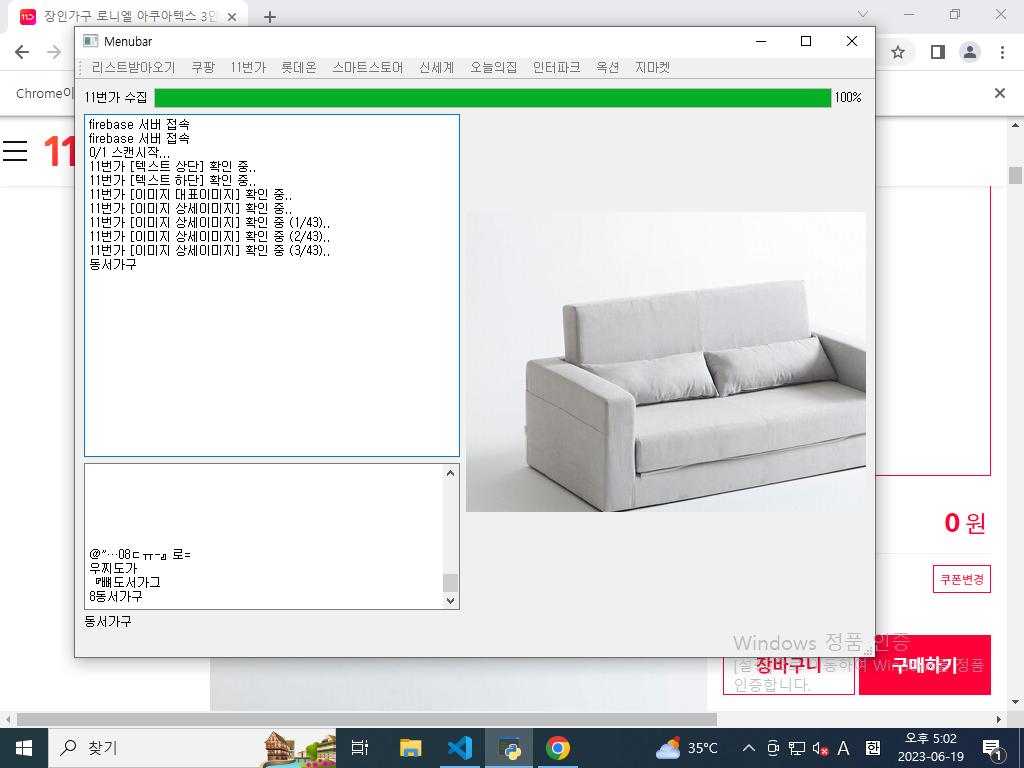 장인가구 로니엘 아쿠아텍스 3인
Menubar
리스트받아오기 쿠팡 11번가 롯데온 스마트스토어 신세계 오늘의집 인터파크 옥션 지마켓
Chrome이
11번가 수집 100%
firebase 서버 접속
firebase 서버 접속
0/1 스캔시작...
11번가 [텍스트 상단] 확인 중..
11번가 [텍스트 하단] 확인 중..
11번가 [이미지 대표이미지] 확인 중..
11번가 [이미지 상세이미지] 확인 중..
11번가 [이미지 상세이미지] 확인 중 (1/43)..
11번가 [이미지 상세이미지] 확인 중 (2/43)..
11번가 [이미지 상세이미지] 확인 중 (3/43)..
동서가구
11
0 원
쿠폰변경
@"…08ㄷㅠ-』로=
우찌도가
『뼈도서가그
8동서가구
동서가구
Windows 정품 인증
장바구니
구매하기
인증합니다.
찾기
35°C
A
한
오후 5:02
2023-06-19
1